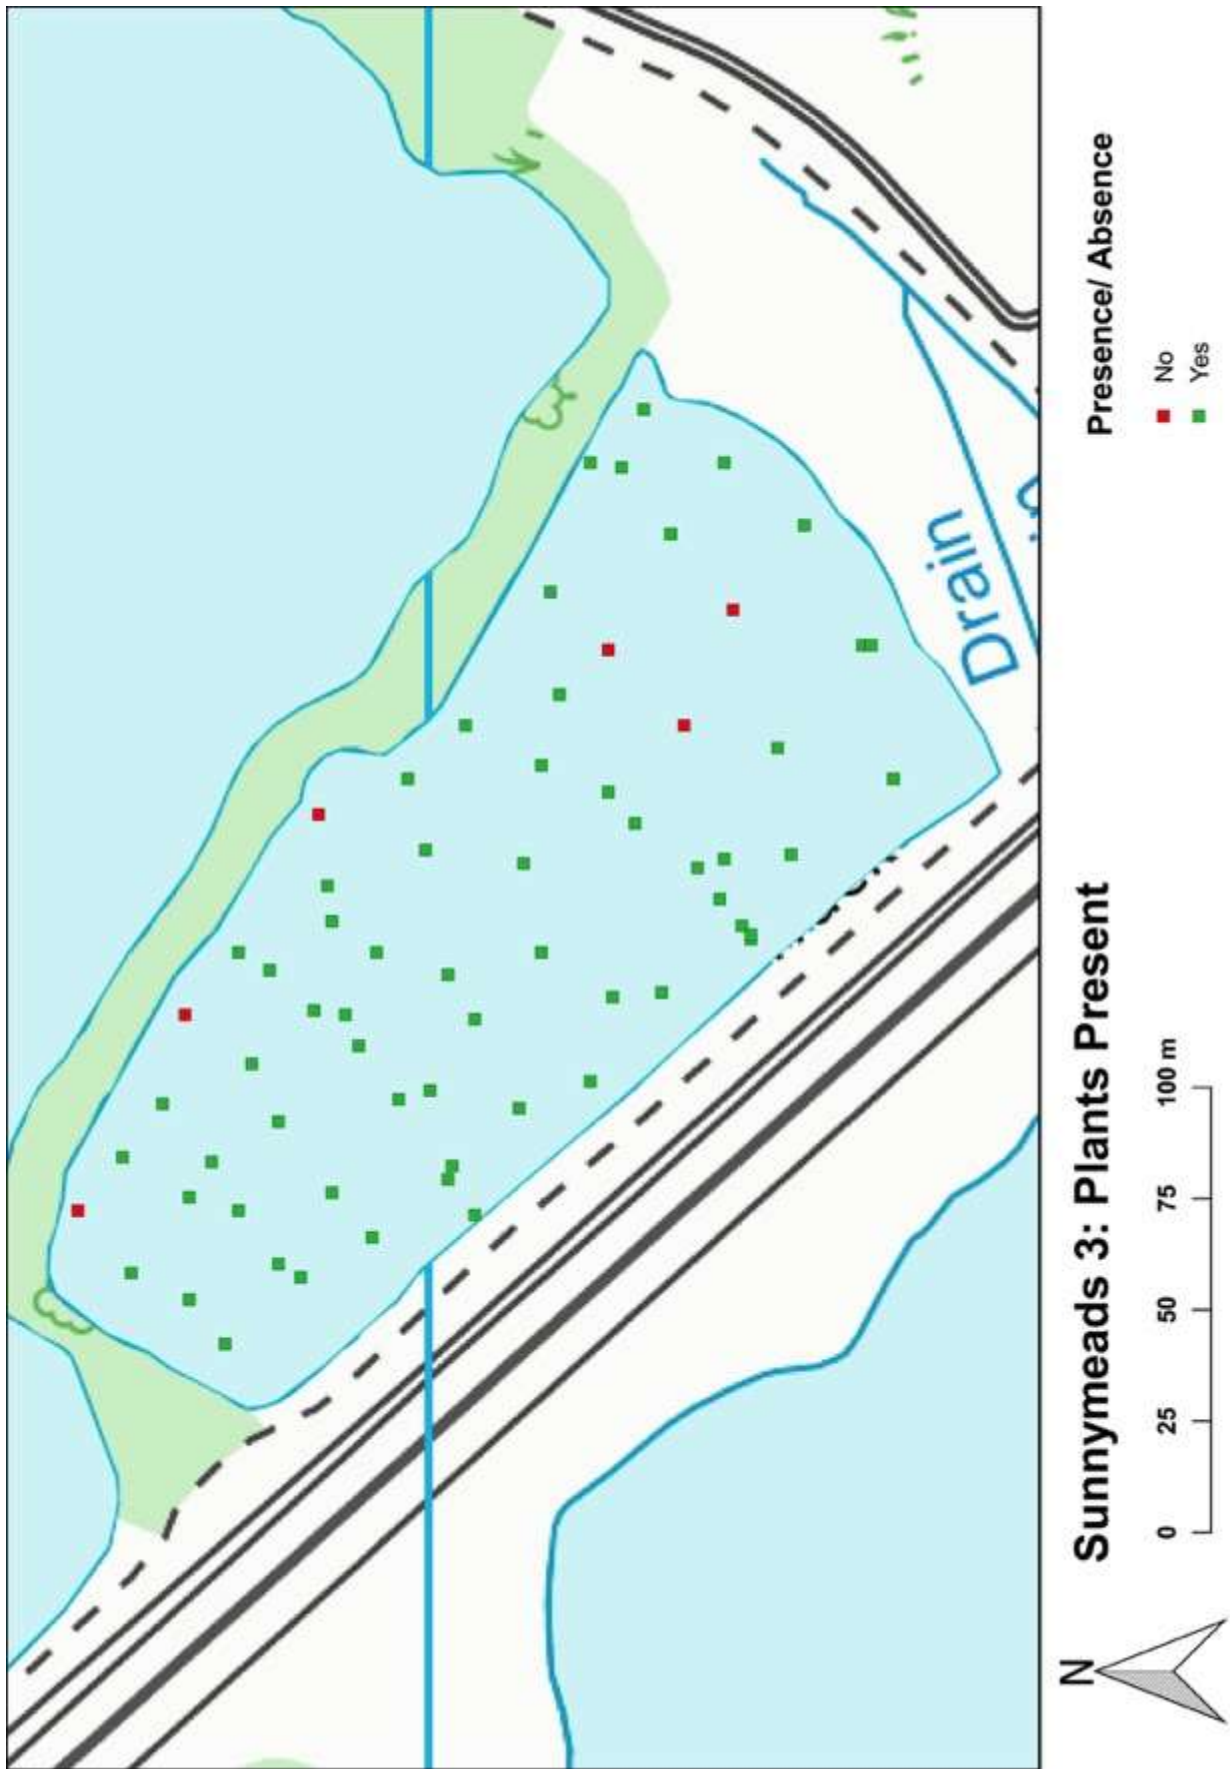 Drain
Sunnymeads 3: Plants Present
N
0 25 50 75 100 m
Presence/ Absence
No
Yes